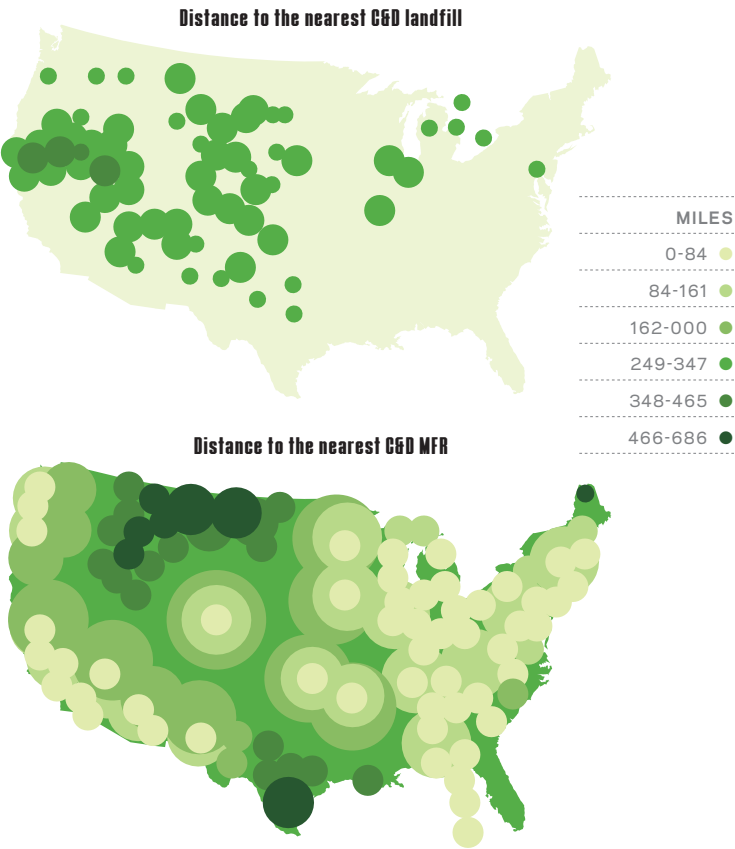 Distance to the nearest C&D landfill
MILES
0-84
84-161
162-000
249-347
348-465
466-686
Distance to the nearest C&D MFR